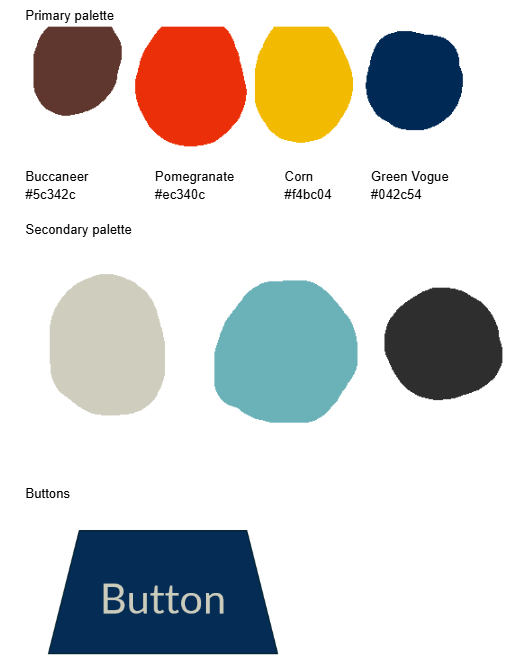 Primary palette
Buccaneer Pomegranate Corn Green Vogue
#5c342c #ec340c #f4bc04 #042c54
Secondary palette
Buttons
Button